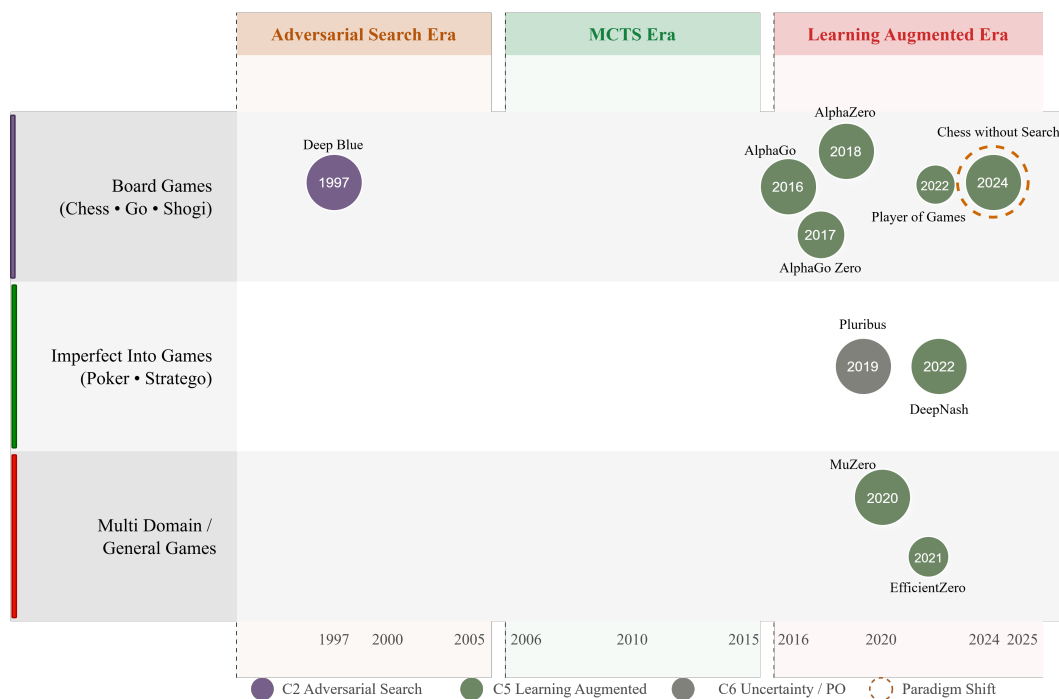 Adversarial Search Era
MCTS Era
Learning Augmented Era
Board Games
(Chess • Go • Shogi)
Deep Blue
1997
AlphaGo
2016
AlphaZero
2018
2017
AlphaGo Zero
2022
Player of Games
Chess without Search
2024
Imperfect Into Games
(Poker • Stratego)
Pluribus
2019
2022
DeepNash
Multi Domain /
General Games
MuZero
2020
2021
EfficientZero
1997 2000 2005 2006 2010 2015 2016 2020 2024 2025
C2 Adversarial Search
C5 Learning Augmented
C6 Uncertainty / PO
Paradigm Shift